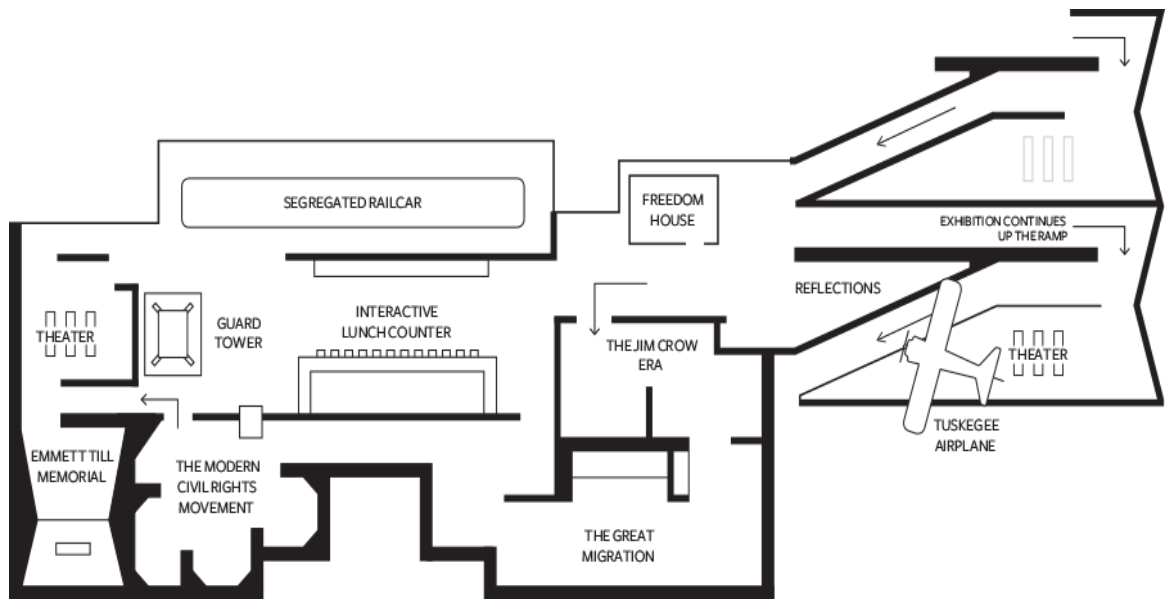 EXHIBITION CONTINUES
UP THE RAMP
SEGREGATED RAILCAR
FREEDOM
HOUSE
REFLECTIONS
THEATER
GUARD
TOWER
INTERACTIVE
LUNCH COUNTER
THE JIM CROW
ERA
THEATER
TUSKEGEE
AIRPLANE
EMMETT TILL
MEMORIAL
THE MODERN
CIVIL RIGHTS
MOVEMENT
THE GREAT
MIGRATION